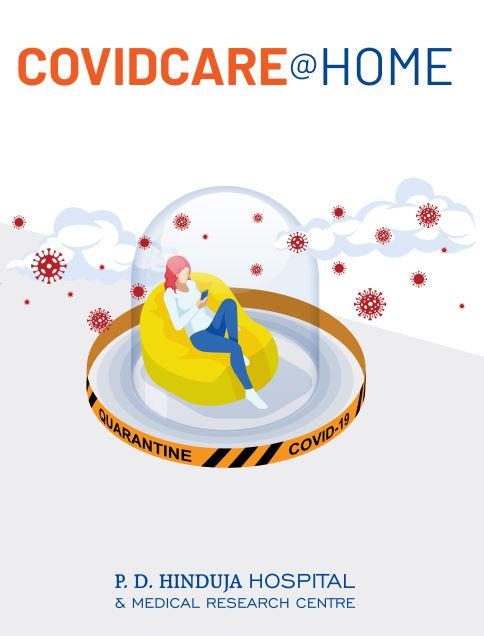 COVIDCARE@HOME
QUARANTINE COVID-19
P. D. HINDUJA HOSPITAL
& MEDICAL RESEARCH CENTRE